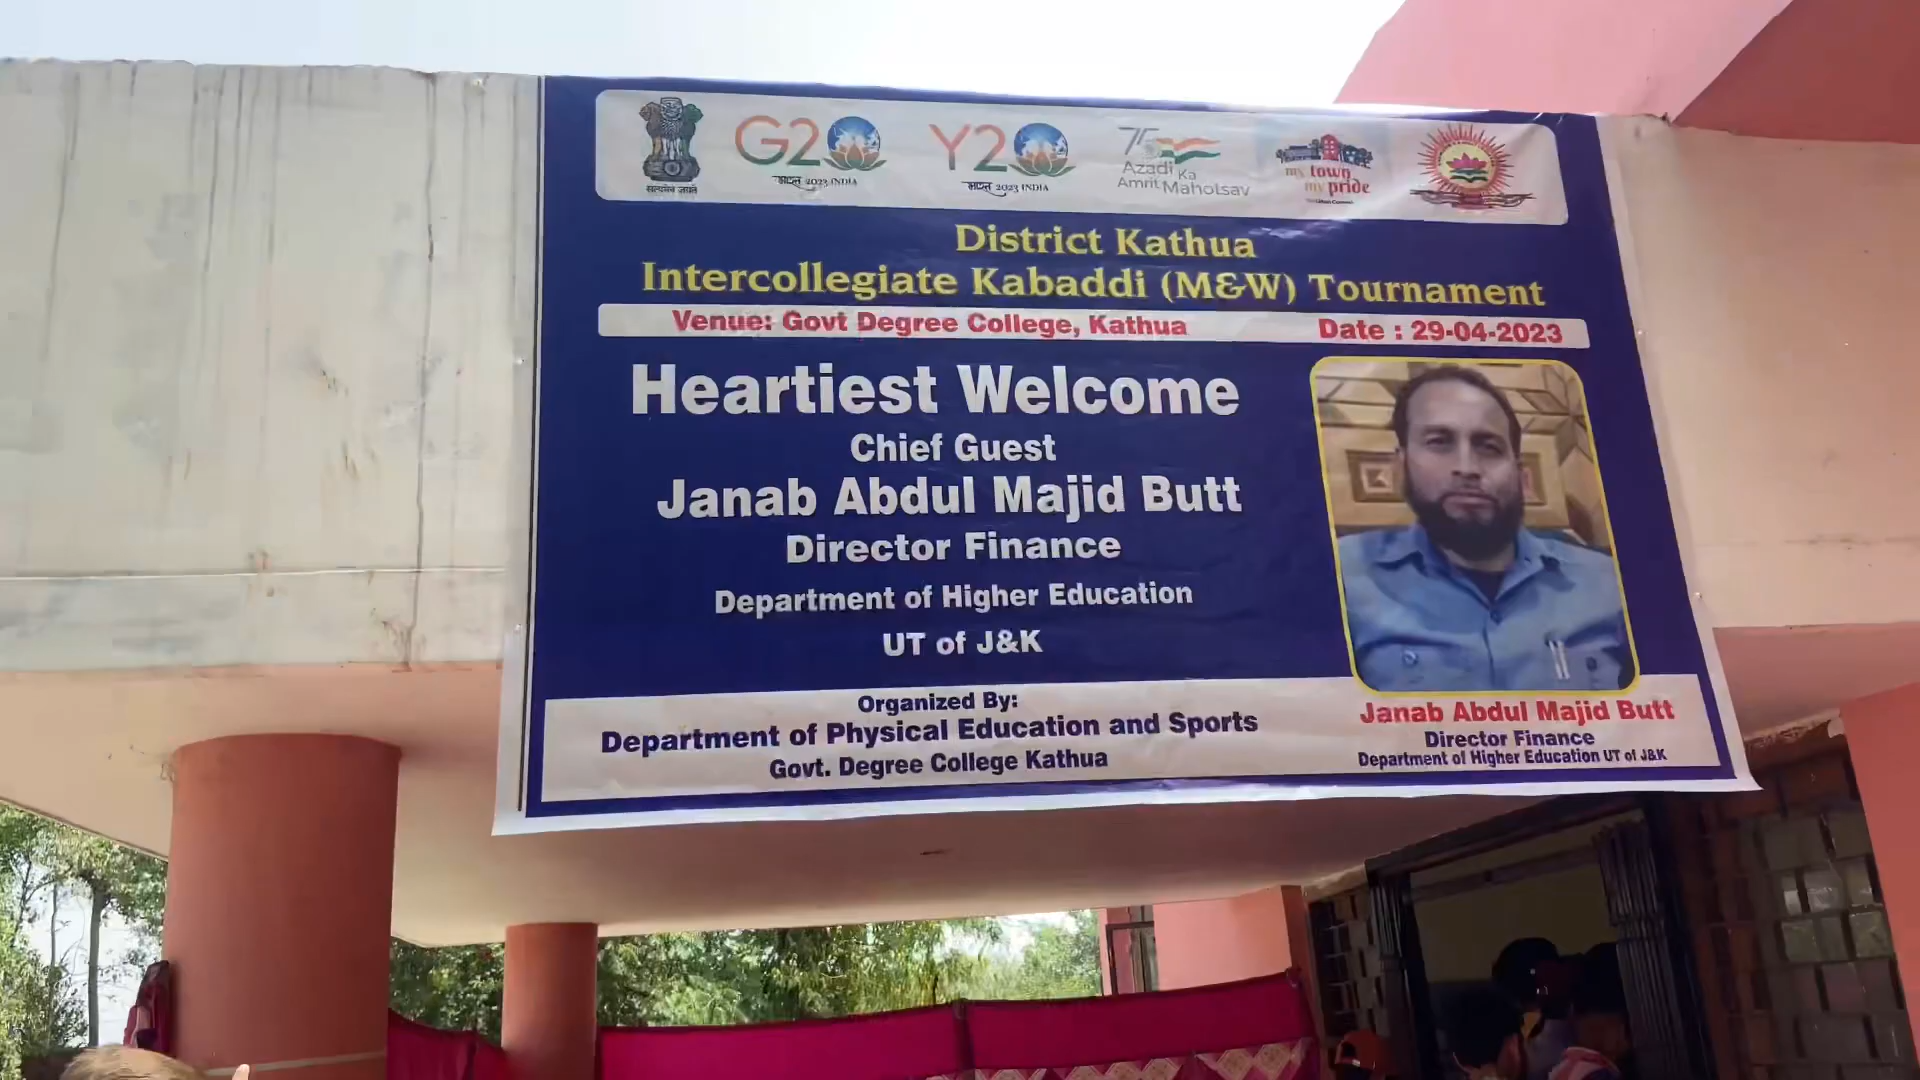 सत्यमेव जयते
G20
भारत 2023 INDIA
Y20
भारत 2023 INDIA
75
Azadi Ka
Amrit Mahotsav
my town
my pride
District Kathua
Intercollegiate Kabaddi (M&W) Tournament
Venue: Govt Degree College, Kathua Date : 29-04-2023
Heartiest Welcome
Chief Guest
Janab Abdul Majid Butt
Director Finance
Department of Higher Education
UT of J&K
Organized By:
Department of Physical Education and Sports
Govt. Degree College Kathua
Janab Abdul Majid Butt
Director Finance
Department of Higher Education UT of J&K